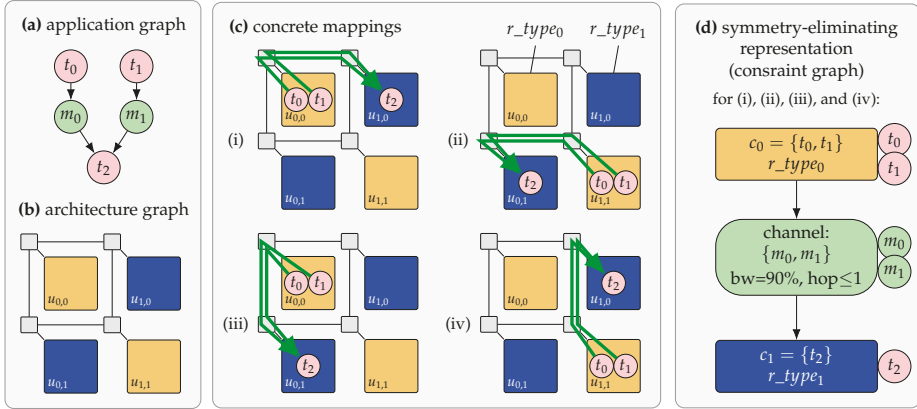 (a) application graph
t0 t1
m0 m1
t2
(b) architecture graph
u0,0 u1,0
u0,1 u1,1
(c) concrete mappings
r_type0 r_type1
(i)
t0 t1 t2
u0,0 u1,0
u0,1 u1,1
(ii)
u0,0 u1,0
t2 t0 t1
u0,1 u1,1
(iii)
t0 t1
u0,0 u1,0
t2
u0,1 u1,1
(iv)
t2
u0,0 u1,0
t0 t1
u0,1 u1,1
(d) symmetry-eliminating
representation
(consraint graph)
for (i), (ii), (iii), and (iv):
c0 = {t0, t1}
r_type0
t0
t1
channel:
{m0, m1}
bw=90%, hop≤1
m0
m1
c1 = {t2}
r_type1
t2